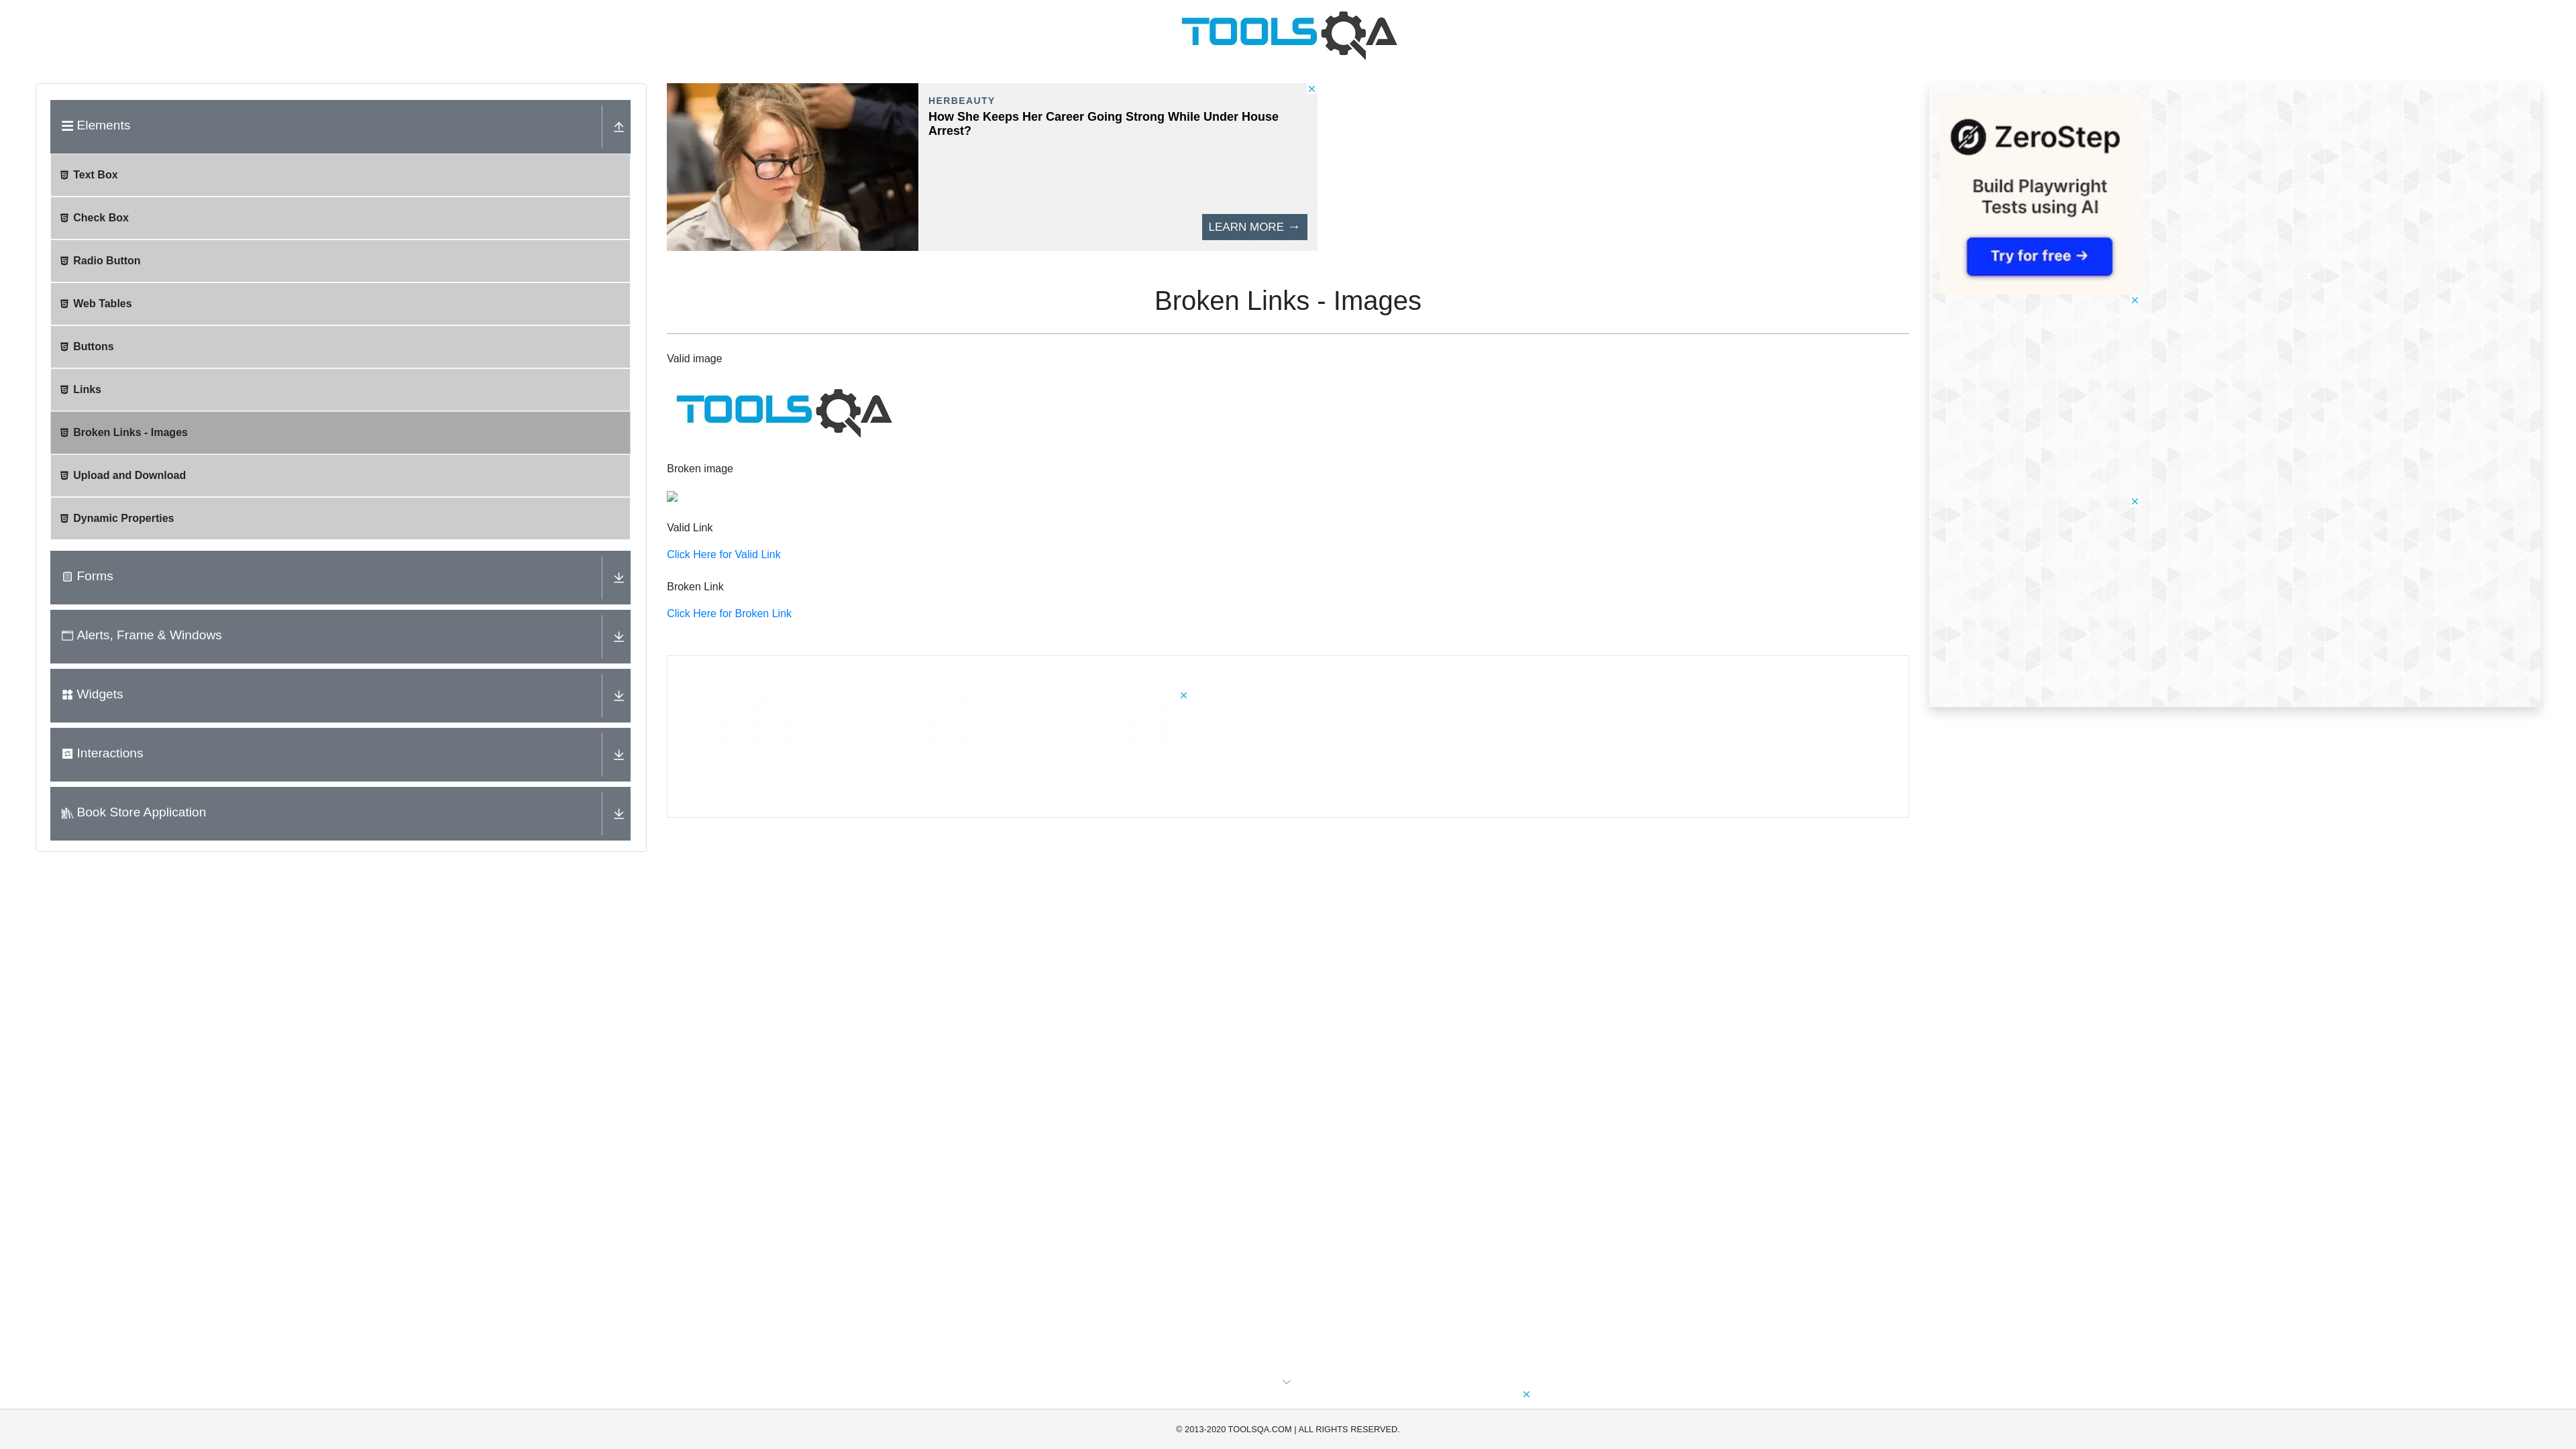 TOOLSQA
Elements
Text Box
Check Box
Radio Button
Web Tables
Buttons
Links
Broken Links - Images
Upload and Download
Dynamic Properties
Forms
Alerts, Frame & Windows
Widgets
Interactions
Book Store Application
HERBEAUTY
How She Keeps Her Career Going Strong While Under House
Arrest?
LEARN MORE →
Broken Links - Images
Valid image
TOOLSQA
Broken image
Valid Link
Click Here for Valid Link
Broken Link
Click Here for Broken Link
ZeroStep
Build Playwright
Tests using AI
Try for free →
© 2013-2020 TOOLSQA.COM | ALL RIGHTS RESERVED.